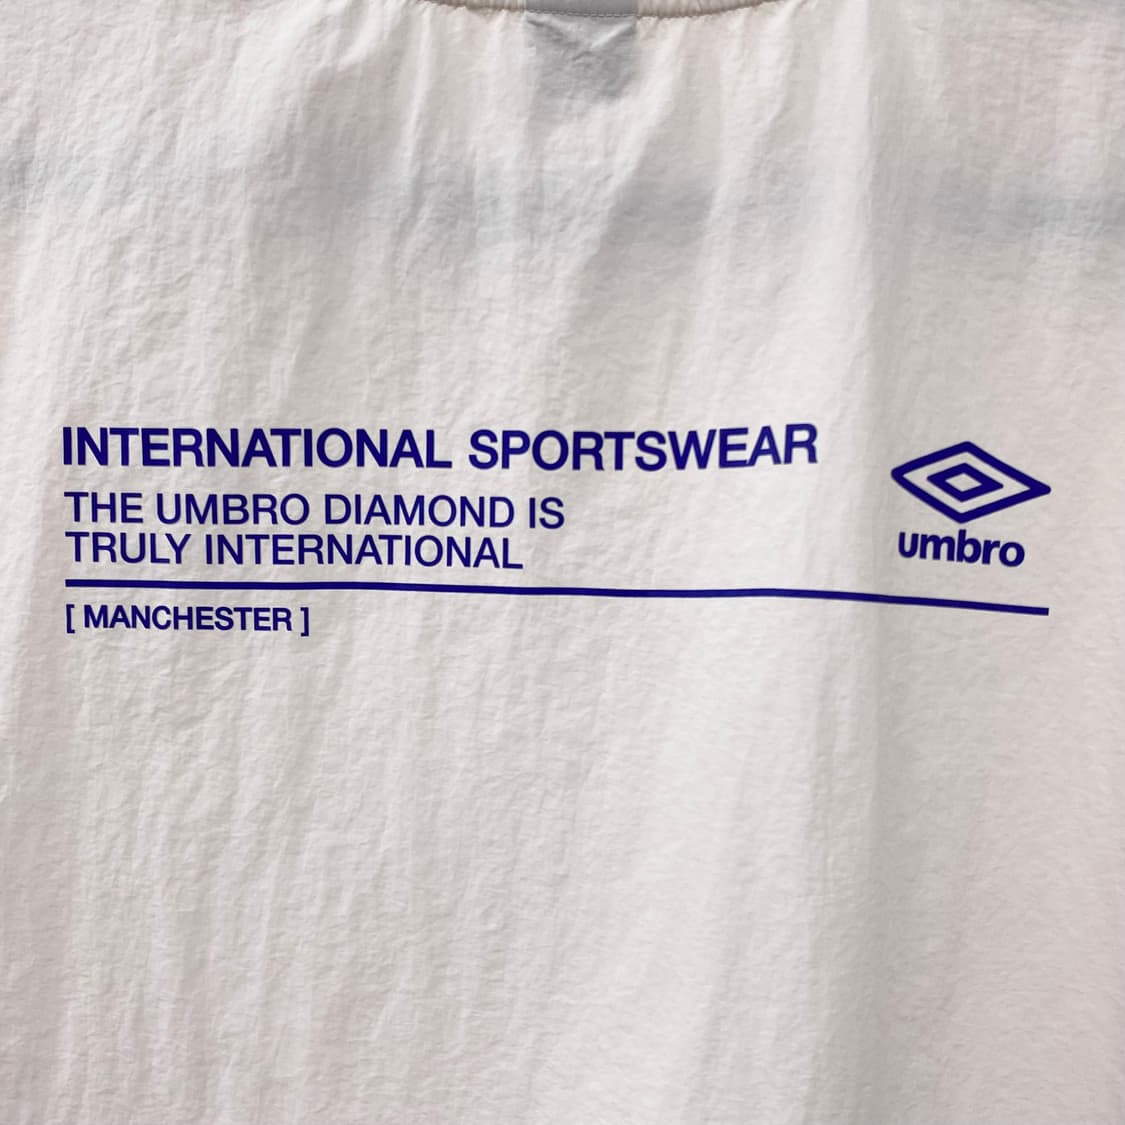 INTERNATIONAL SPORTSWEAR
THE UMBRO DIAMOND IS
TRULY INTERNATIONAL
umbro
[ MANCHESTER ]